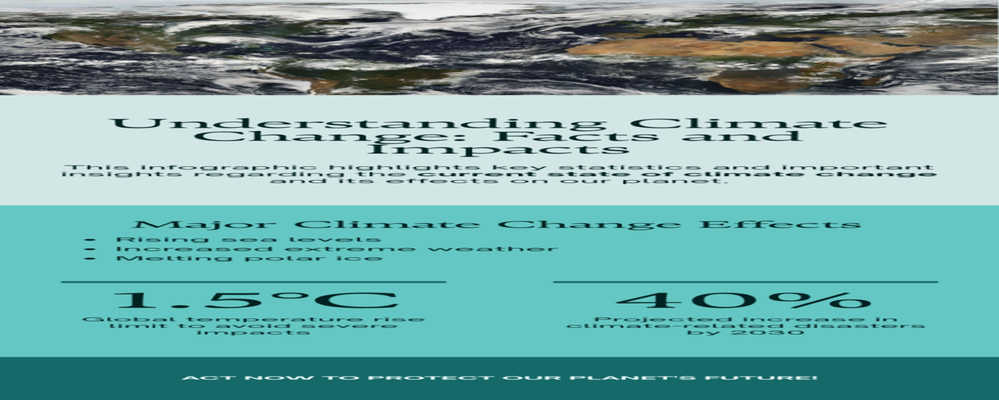 Understanding Climate
Change: Facts and
Impacts
This infographic highlights key statistics and important
insights regarding the current state of climate change
and its effects on our planet.
Major Climate Change Effects
• Rising sea levels
• Increased extreme weather
• Melting polar ice
1.5°C
Global temperature rise
limit to avoid severe
impacts
40%
Projected increase in
climate-related disasters
by 2030
ACT NOW TO PROTECT OUR PLANET'S FUTURE!